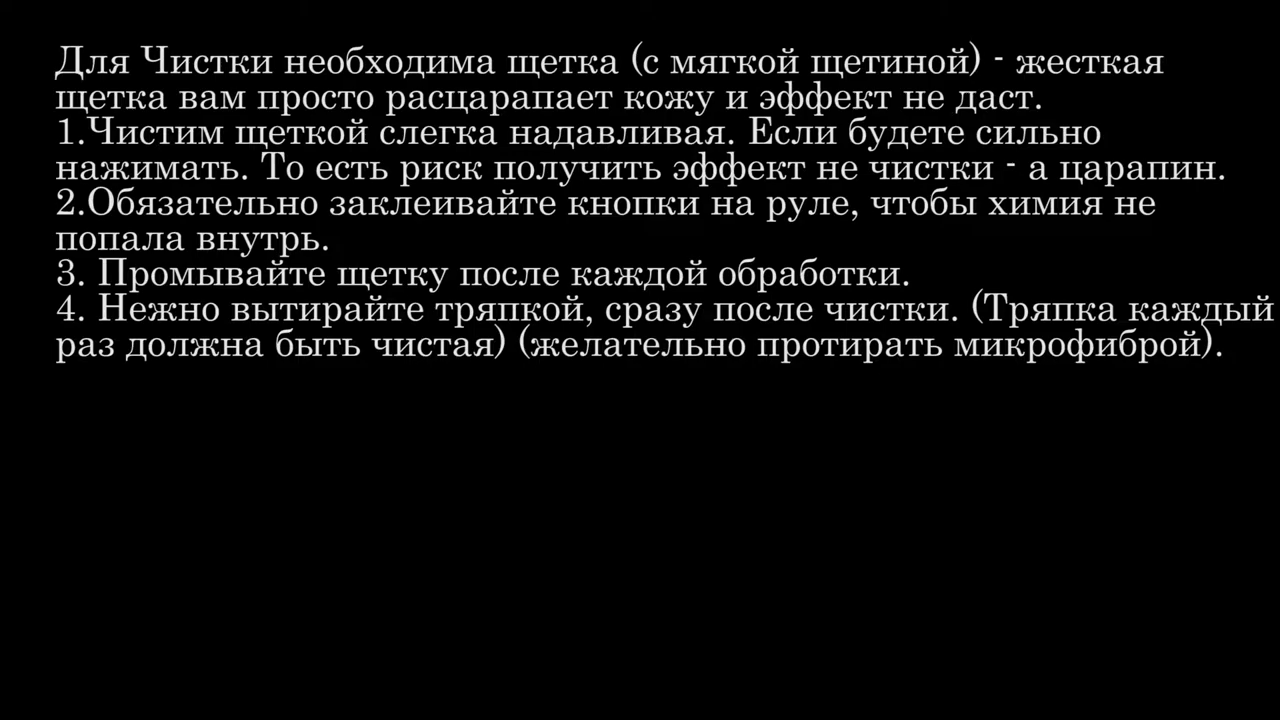 Для Чистки необходима щетка (с мягкой щетиной) - жесткая
щетка вам просто расцарапает кожу и эффект не даст.
1.Чистим щеткой слегка надавливая. Если будете сильно
нажимать. То есть риск получить эффект не чистки - а царапин.
2.Обязательно заклеивайте кнопки на руле, чтобы химия не
попала внутрь.
3. Промывайте щетку после каждой обработки.
4. Нежно вытирайте тряпкой, сразу после чистки. (Тряпка каждый
раз должна быть чистая) (желательно протирать микрофиброй).